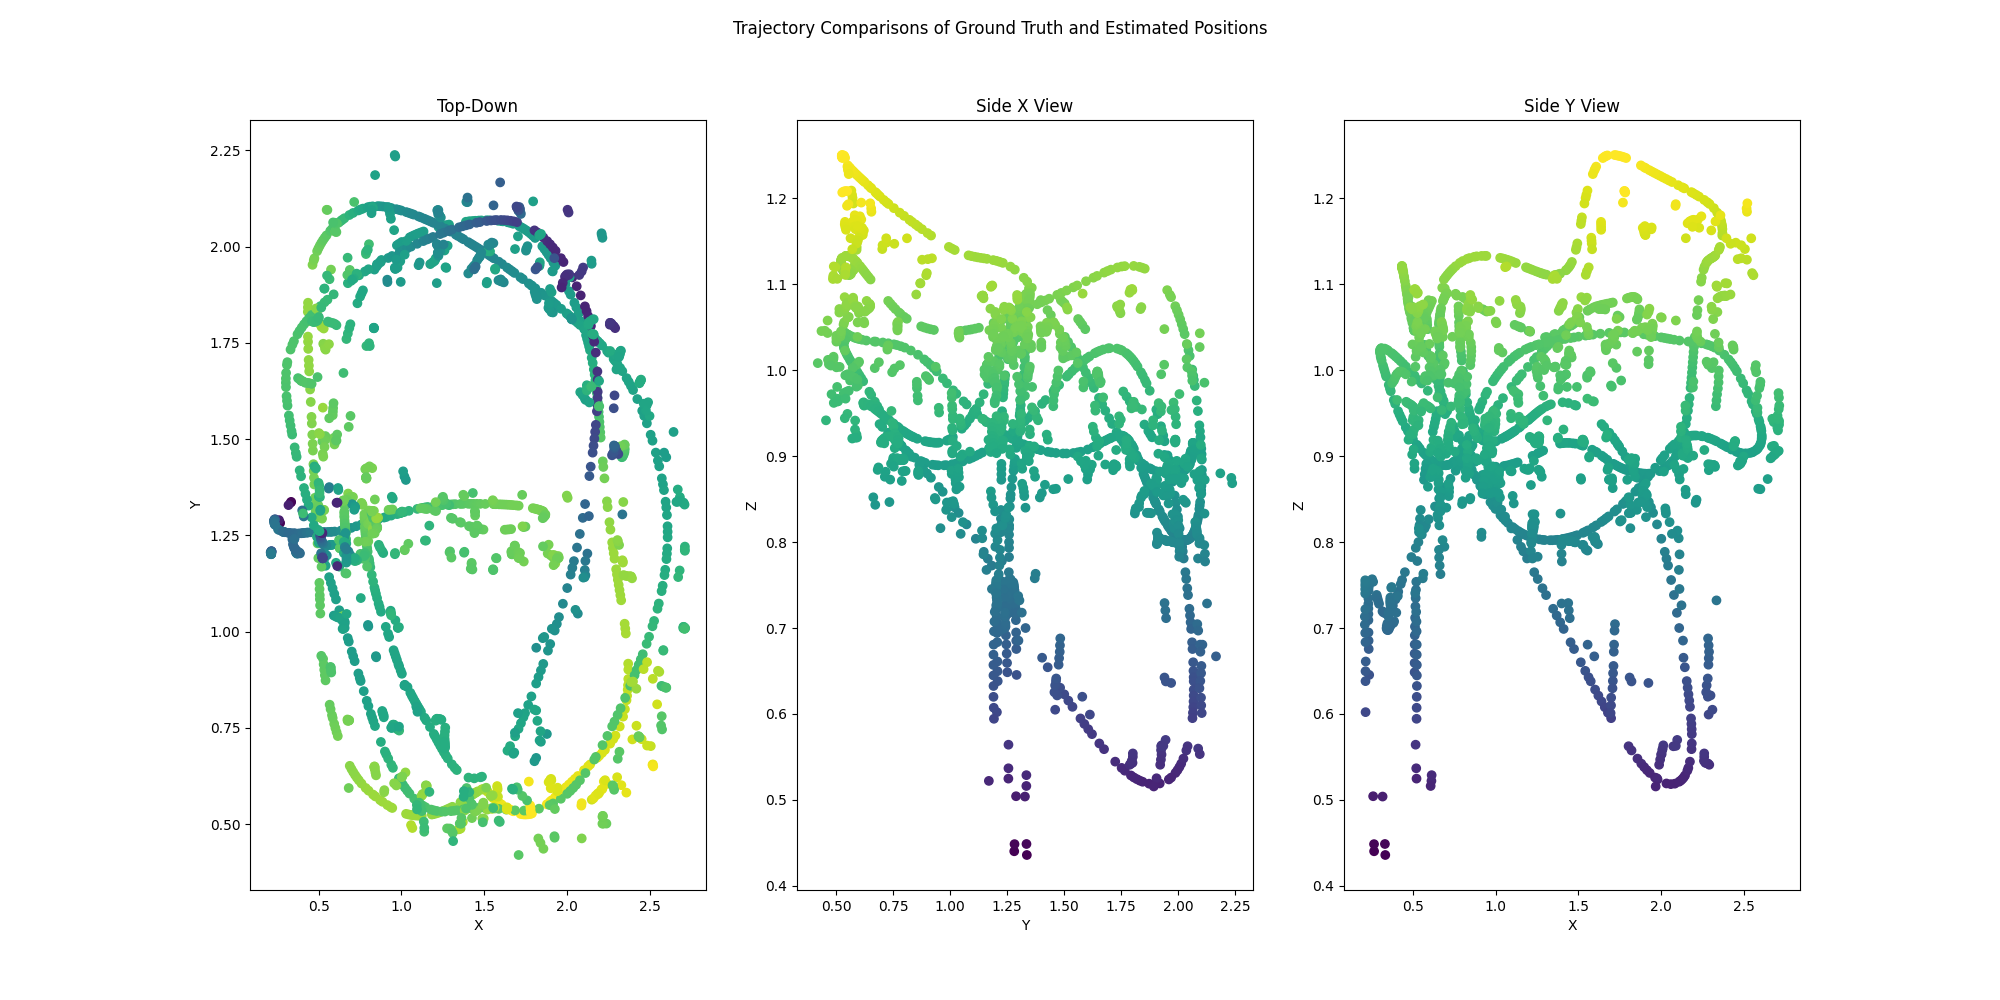 Trajectory Comparisons of Ground Truth and Estimated Positions
Top-Down
Side X View
Side Y View
2.25
2.00
1.75
1.50
1.25
1.00
0.75
0.50
Y
0.5 1.0 1.5 2.0 2.5
X
1.2
1.1
1.0
0.9
0.8
0.7
0.6
0.5
0.4
Z
0.50 0.75 1.00 1.25 1.50 1.75 2.00 2.25
Y
1.2
1.1
1.0
0.9
0.8
0.7
0.6
0.5
0.4
Z
0.5 1.0 1.5 2.0 2.5
X